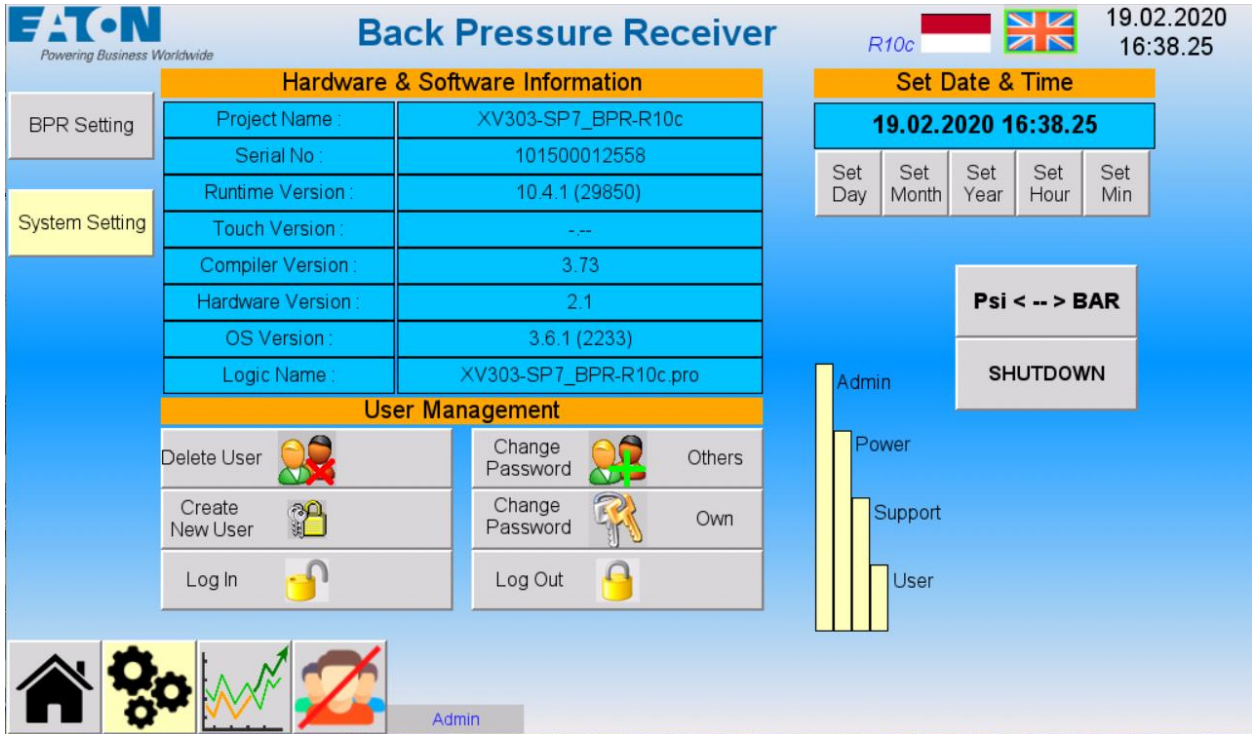 EATON
Powering Business Worldwide
Back Pressure Receiver
R10c
19.02.2020
16:38.25
BPR Setting
System Setting
Hardware & Software Information
Project Name : XV303-SP7_BPR-R10c
Serial No : 101500012558
Runtime Version : 10.4.1 (29850)
Touch Version : -.--
Compiler Version : 3.73
Hardware Version : 2.1
OS Version : 3.6.1 (2233)
Logic Name : XV303-SP7_BPR-R10c.pro
User Management
Delete User
Change
Password
Others
Create
New User
Change
Password
Own
Log In
Log Out
Set Date & Time
19.02.2020 16:38.25
Set
Day
Set
Month
Set
Year
Set
Hour
Set
Min
Psi < -- > BAR
SHUTDOWN
Admin
Power
Support
User
Admin